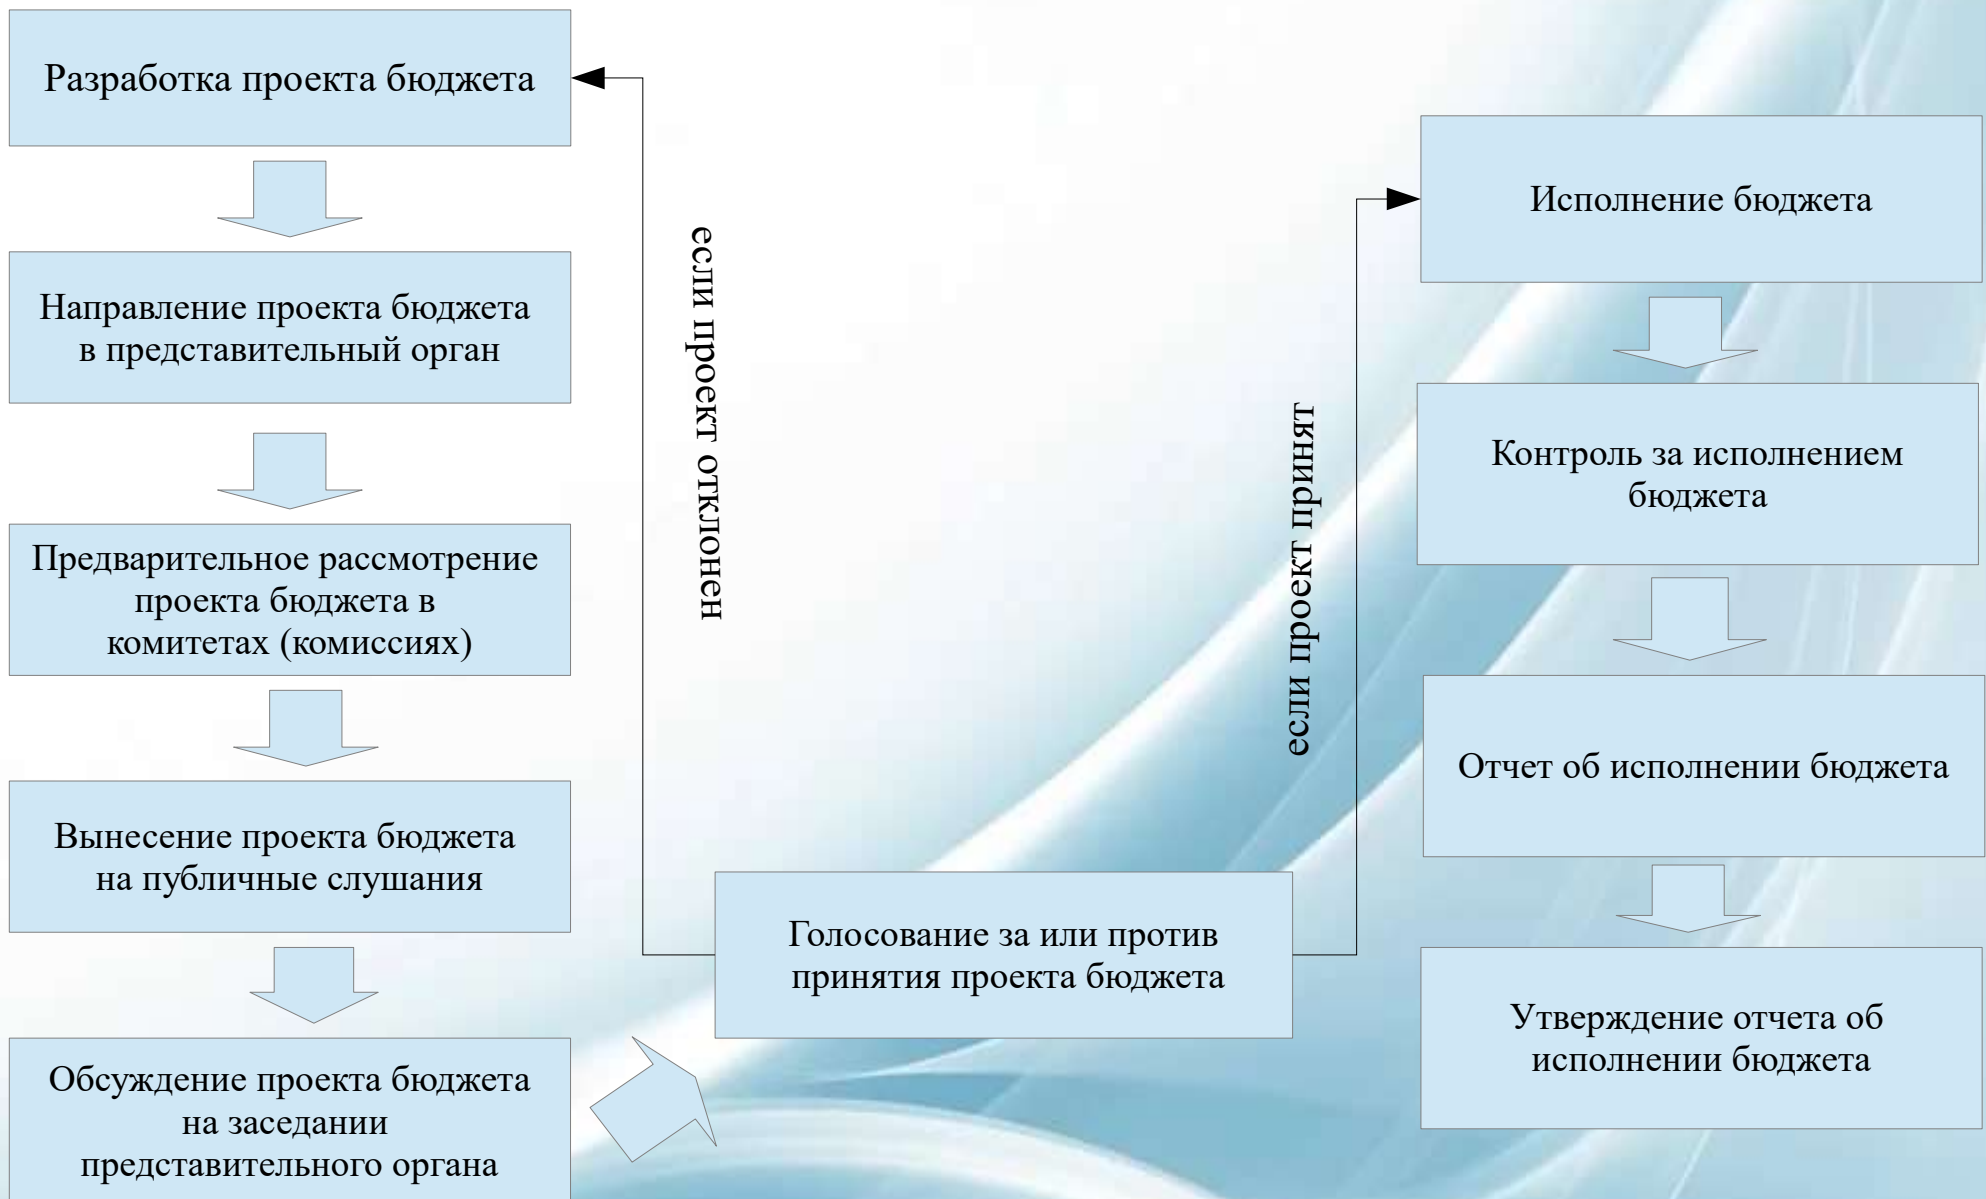 Разработка проекта бюджета
Направление проекта бюджета
в представительный орган
Предварительное рассмотрение
проекта бюджета в
комитетах (комиссиях)
Вынесение проекта бюджета
на публичные слушания
Обсуждение проекта бюджета
на заседании
представительного органа
если проект отклонен
Голосование за или против
принятия проекта бюджета
если проект принят
Исполнение бюджета
Контроль за исполнением
бюджета
Отчет об исполнении бюджета
Утверждение отчета об
исполнении бюджета